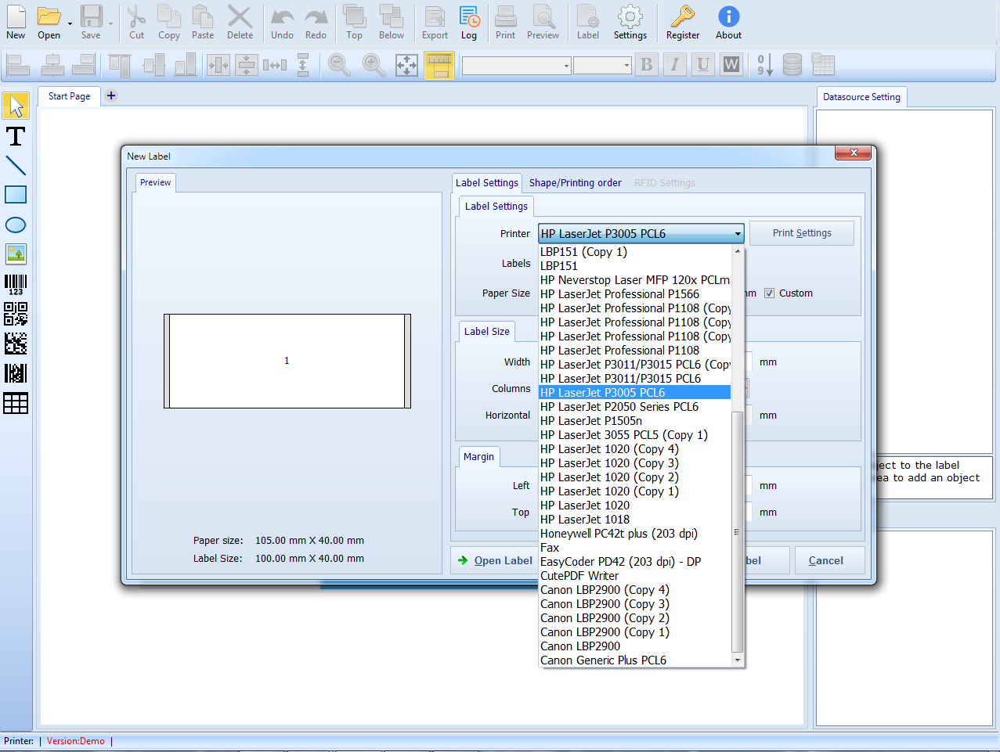 New Open Save Cut Copy Paste Delete Undo Redo Top Below Export Log Print Preview Label Settings Register About
B I U W 0 9
Start Page
Datasource Setting
T
123
New Label
Preview
1
Paper size: 105.00 mm X 40.00 mm
Label Size: 100.00 mm X 40.00 mm
Label Settings Shape/Printing order RFID Settings
Label Settings
Printer HP LaserJet P3005 PCL6 Print Settings
Labels
Paper Size mm Custom
Label Size
Width mm
Columns
Horizontal mm
Margin
Left mm
Top mm
Open Label bel Cancel
LBP151 (Copy 1)
LBP151
HP Neverstop Laser MFP 120x PCLm
HP LaserJet Professional P1566
HP LaserJet Professional P1108 (Copy
HP LaserJet Professional P1108 (Copy
HP LaserJet Professional P1108 (Copy
HP LaserJet Professional P1108
HP LaserJet P3011/P3015 PCL6 (Copy
HP LaserJet P3011/P3015 PCL6
HP LaserJet P3005 PCL6
HP LaserJet P2050 Series PCL6
HP LaserJet P1505n
HP LaserJet 3055 PCL5 (Copy 1)
HP LaserJet 1020 (Copy 4)
HP LaserJet 1020 (Copy 3)
HP LaserJet 1020 (Copy 2)
HP LaserJet 1020 (Copy 1)
HP LaserJet 1020
HP LaserJet 1018
Honeywell PC42t plus (203 dpi)
Fax
EasyCoder PD42 (203 dpi) - DP
CutePDF Writer
Canon LBP2900 (Copy 4)
Canon LBP2900 (Copy 3)
Canon LBP2900 (Copy 2)
Canon LBP2900 (Copy 1)
Canon LBP2900
Canon Generic Plus PCL6
ject to the label
ea to add an object
Printer: | Version:Demo |